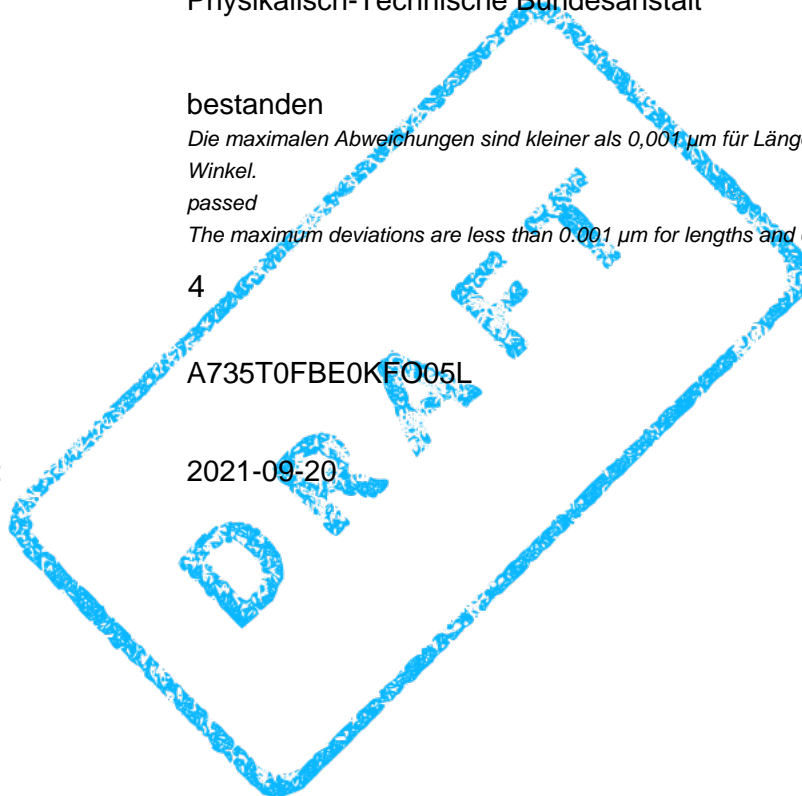 Physikalisch-Technische Bundesanstalt
bestanden
Die maximalen Abweichungen sind kleiner als 0,001 µm für
Winkel.
passed
The maximum deviations are less than 0.001 µm for lengths and
4
A735T0FBE0KFO05L
2021-09-20
DRAFT